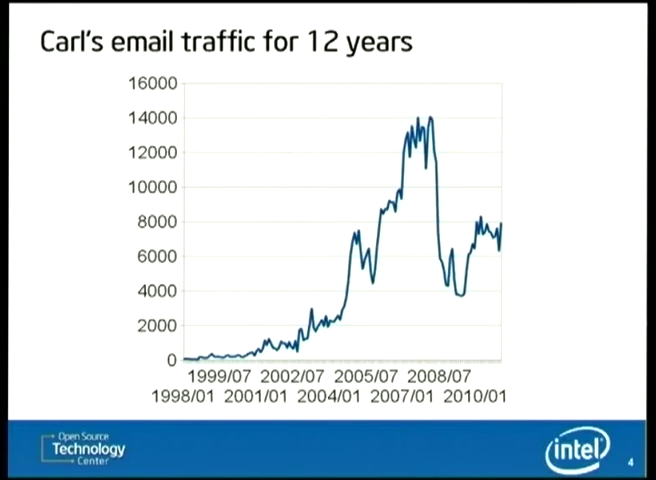 Carl's email traffic for 12 years
16000
14000
12000
10000
8000
6000
4000
2000
0
1999/07 2002/07 2005/07 2008/07
1998/01 2001/01 2004/01 2007/01 2010/01
Open Source
Technology
Center
intel
4